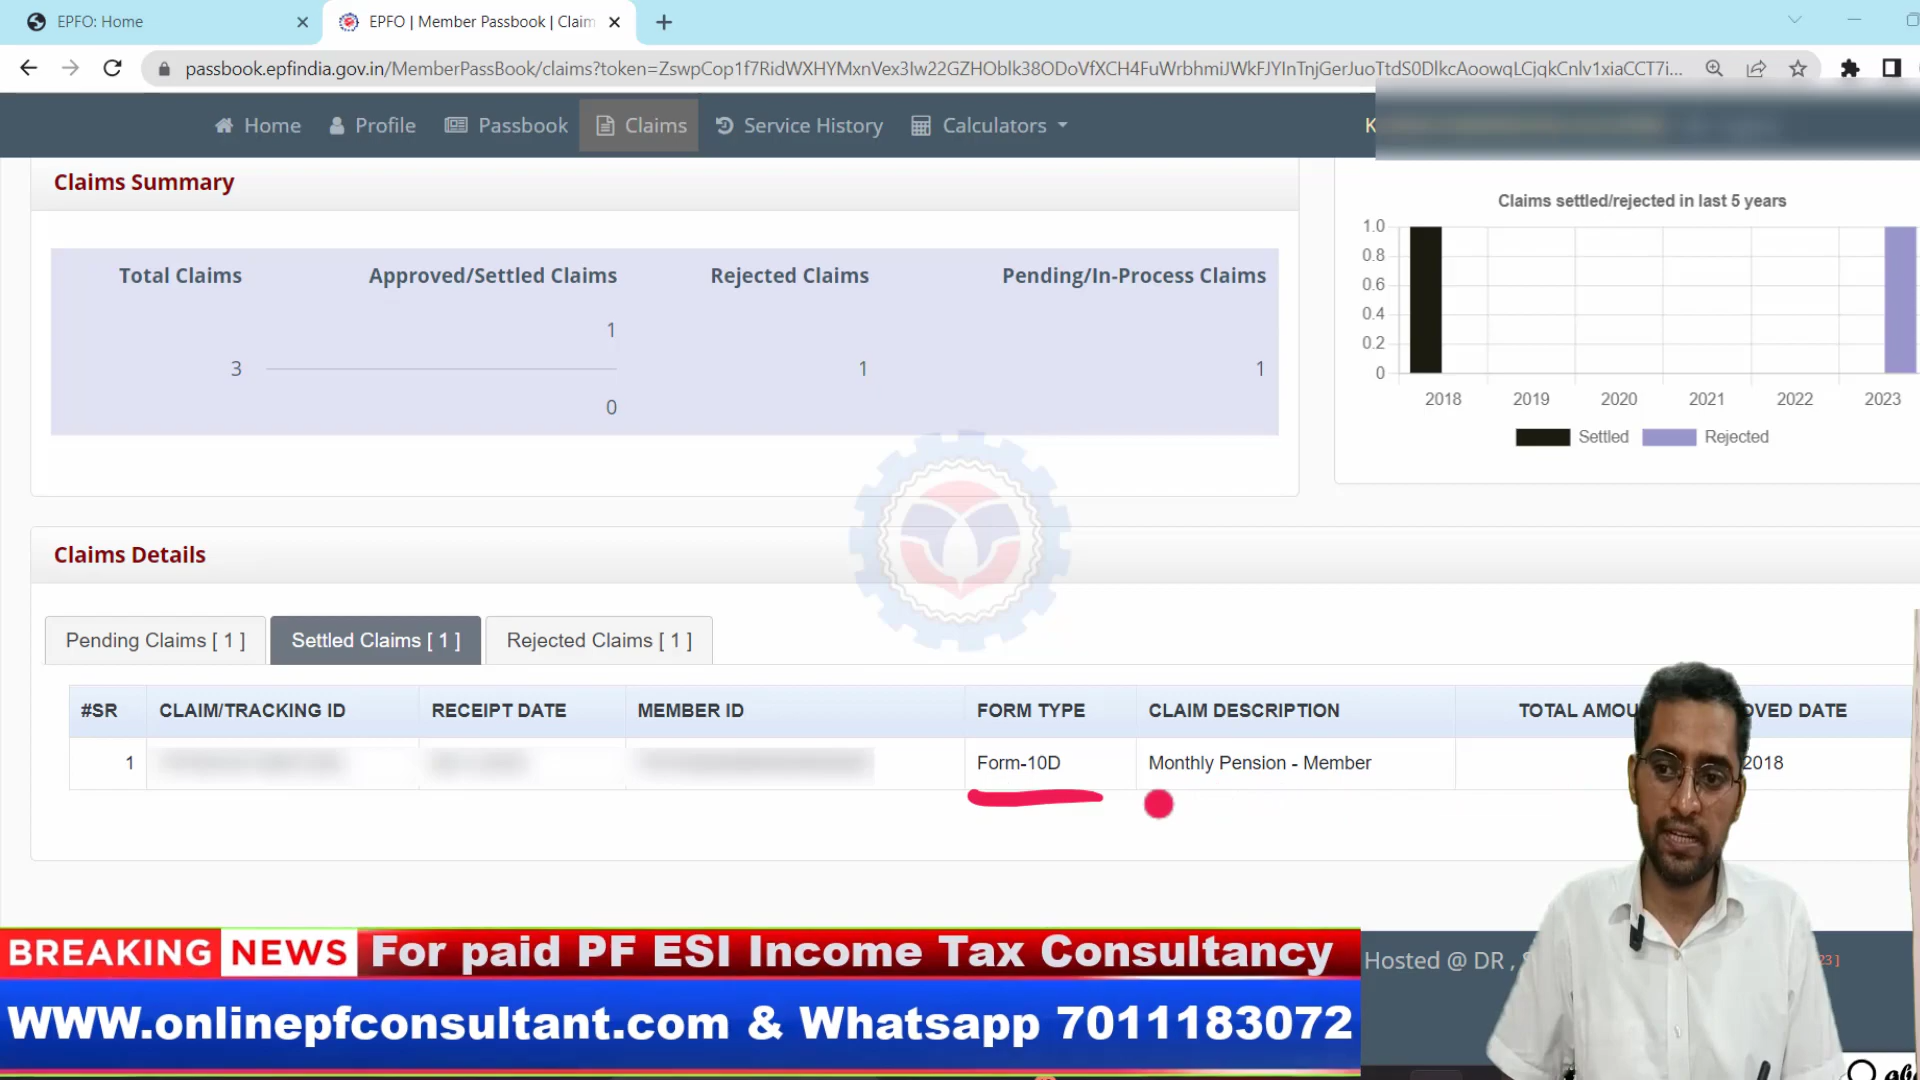 EPFO: Home
EPFO | Member Passbook | Claim
passbook.epfindia.gov.in/MemberPassBook/claims?token=ZswpCop1f7RidWXHYMxnVex3Iw22GZHOblk38ODoVfXCH4FuWrbhmiJWkFJYInTnjGerJuoTtdS0DlkcAoowqLCjqkCnlv1xiaCCT7i...
Home Profile Passbook Claims Service History Calculators
K
Claims Summary
Total Claims Approved/Settled Claims Rejected Claims Pending/In-Process Claims
1
3 1 1
0
Claims settled/rejected in last 5 years
1.0
0.8
0.6
0.4
0.2
0
2018 2019 2020 2021 2022 2023
Settled Rejected
Claims Details
Pending Claims [ 1 ] Settled Claims [ 1 ] Rejected Claims [ 1 ]
#SR CLAIM/TRACKING ID RECEIPT DATE MEMBER ID FORM TYPE CLAIM DESCRIPTION TOTAL AMOU OVED DATE
1 Form-10D Monthly Pension - Member 2018
BREAKING NEWS For paid PF ESI Income Tax Consultancy
Hosted @ DR , S 23 ]
WWW.onlinepfconsultant.com & Whatsapp 7011183072